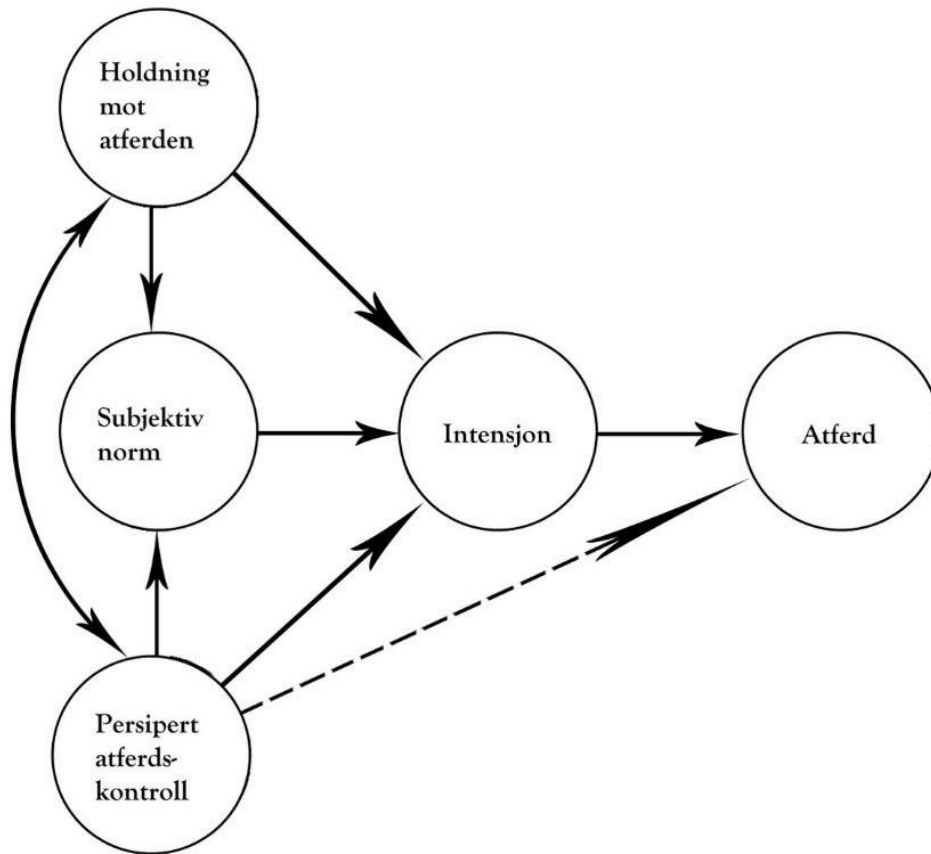 Holdning
mot
atferden
Subjektiv
norm
Intensjon
Atferd
Persipert
atferds-
kontroll